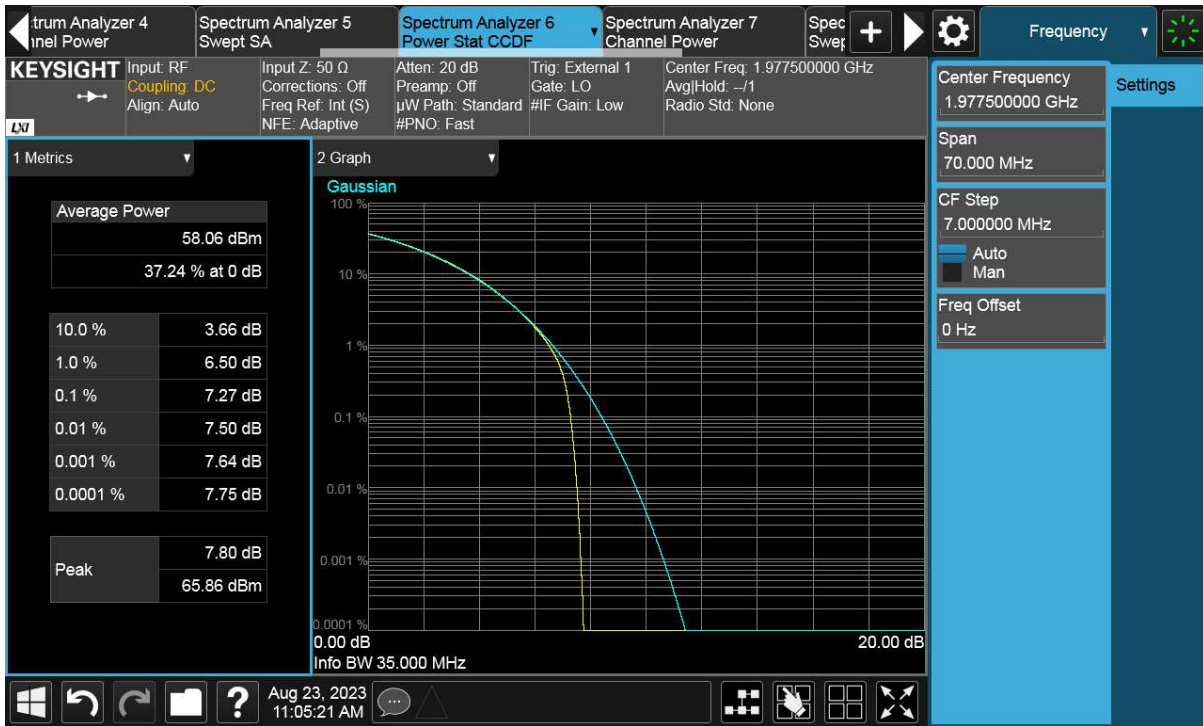 ctrum Analyzer 4
nnel Power
Spectrum Analyzer 5
Swept SA
Spectrum Analyzer 6
Power Stat CCDF
Spectrum Analyzer 7
Channel Power
Spec
Swep
Frequency
KEYSIGHT
LXI
Input: RF
Coupling: DC
Align: Auto
Input Z: 50 Ω
Corrections: Off
Freq Ref: Int (S)
NFE: Adaptive
Atten: 20 dB
Preamp: Off
µW Path: Standard
#PNO: Fast
Trig: External 1
Gate: LO
#IF Gain: Low
Center Freq: 1.977500000 GHz
Avg|Hold: --/1
Radio Std: None
Center Frequency
1.977500000 GHz
Settings
Span
70.000 MHz
CF Step
7.000000 MHz
Auto
Man
Freq Offset
0 Hz
1 Metrics
Average Power
58.06 dBm
37.24 % at 0 dB
10.0 % 3.66 dB
1.0 % 6.50 dB
0.1 % 7.27 dB
0.01 % 7.50 dB
0.001 % 7.64 dB
0.0001 % 7.75 dB
Peak
7.80 dB
65.86 dBm
2 Graph
Gaussian
100 %
10 %
1 %
0.1 %
0.01 %
0.001 %
0.0001 %
0.00 dB 20.00 dB
Info BW 35.000 MHz
?
Aug 23, 2023
11:05:21 AM